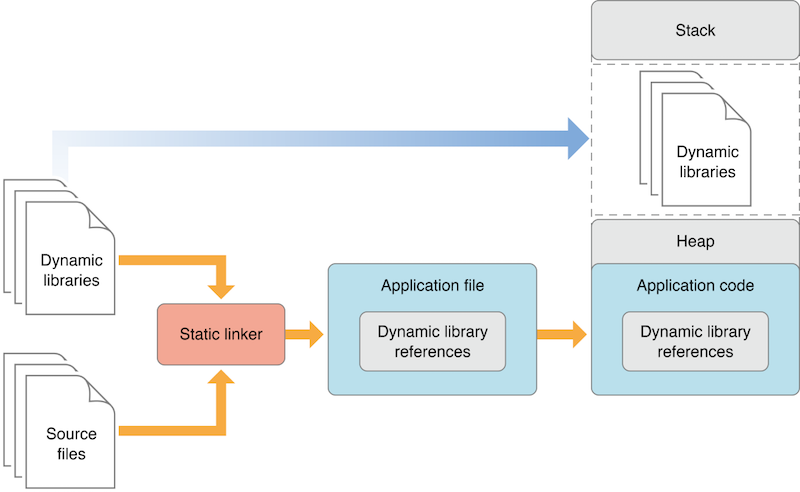 Stack
Dynamic
libraries
Dynamic
libraries
Heap
Application file
Application code
Static linker
Dynamic library
references
Dynamic library
references
Source
files